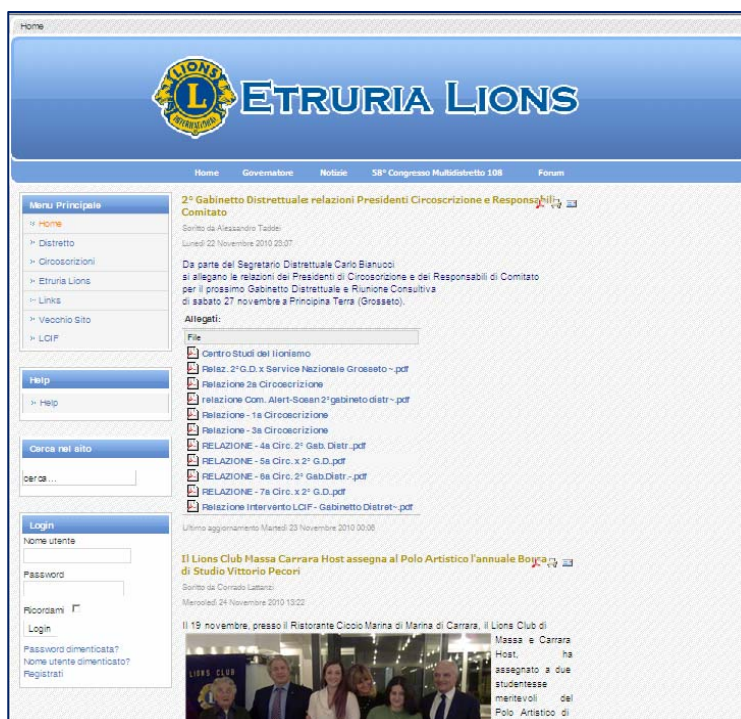 Home
LIONS
L
INTERNATIONAL
ETRURIA LIONS
Home Governatore Notizie 58° Congresso Multidistretto 108 Forum
Menu Principale
Home
Distretto
Circoscrizioni
Etruria Lions
Links
Vecchio Sito
LCIF
Help
Help
Cerca nel sito
cerca...
Login
Nome utente
Password
Ricordami
Login
Password dimenticata?
Nome utente dimenticato?
Registrati
2° Gabinetto Distrettuale: relazioni Presidenti Circoscrizione e Responsabili
Comitato
Scritto da Alessandro Taddei
Lunedì 22 Novembre 2010 23:07
Da parte del Segretario Distrettuale Carlo Bianucci
si allegano le relazioni dei Presidenti di Circoscrizione e dei Responsabili di Comitato
per il prossimo Gabinetto Distrettuale e Riunione Consultiva
di sabato 27 novembre a Principina Terra (Grosseto).
Allegati:
File
Centro Studi del lionismo
Relaz. 2°G.D. x Service Nazionale Grosseto ~.pdf
Relazione 2a Circoscrizione
relazione Com. Alert-Scean 2°gabineto distr~.pdf
Relazione - 1a Circoscrizione
Relazione - 3a Circoscrizione
RELAZIONE - 4a Circ. 2° Gab. Distr..pdf
RELAZIONE - 5a Circ. x 2° G.D..pdf
RELAZIONE - 6a Circ. 2° Gab.Distr.-.pdf
RELAZIONE - 7a Circ. x 2° G.D..pdf
Relazione Intervento LCIF - Gabinetto Distret~.pdf
Ultimo aggiornamento Martedì 23 Novembre 2010 00:06
Il Lions Club Massa Carrara Host assegna al Polo Artistico l'annuale Borsa
di Studio Vittorio Pecori
Scritto da Corrado Lattanzi
Mercoledì 24 Novembre 2010 13:22
Il 19 novembre, presso il Ristorante Ciccio Marina di Marina di Carrara, il Lions Club di
Massa e Carrara
Host, ha
assegnato a due
studentesse
meritevoli del
Polo Artistico di
LIONS CLUB